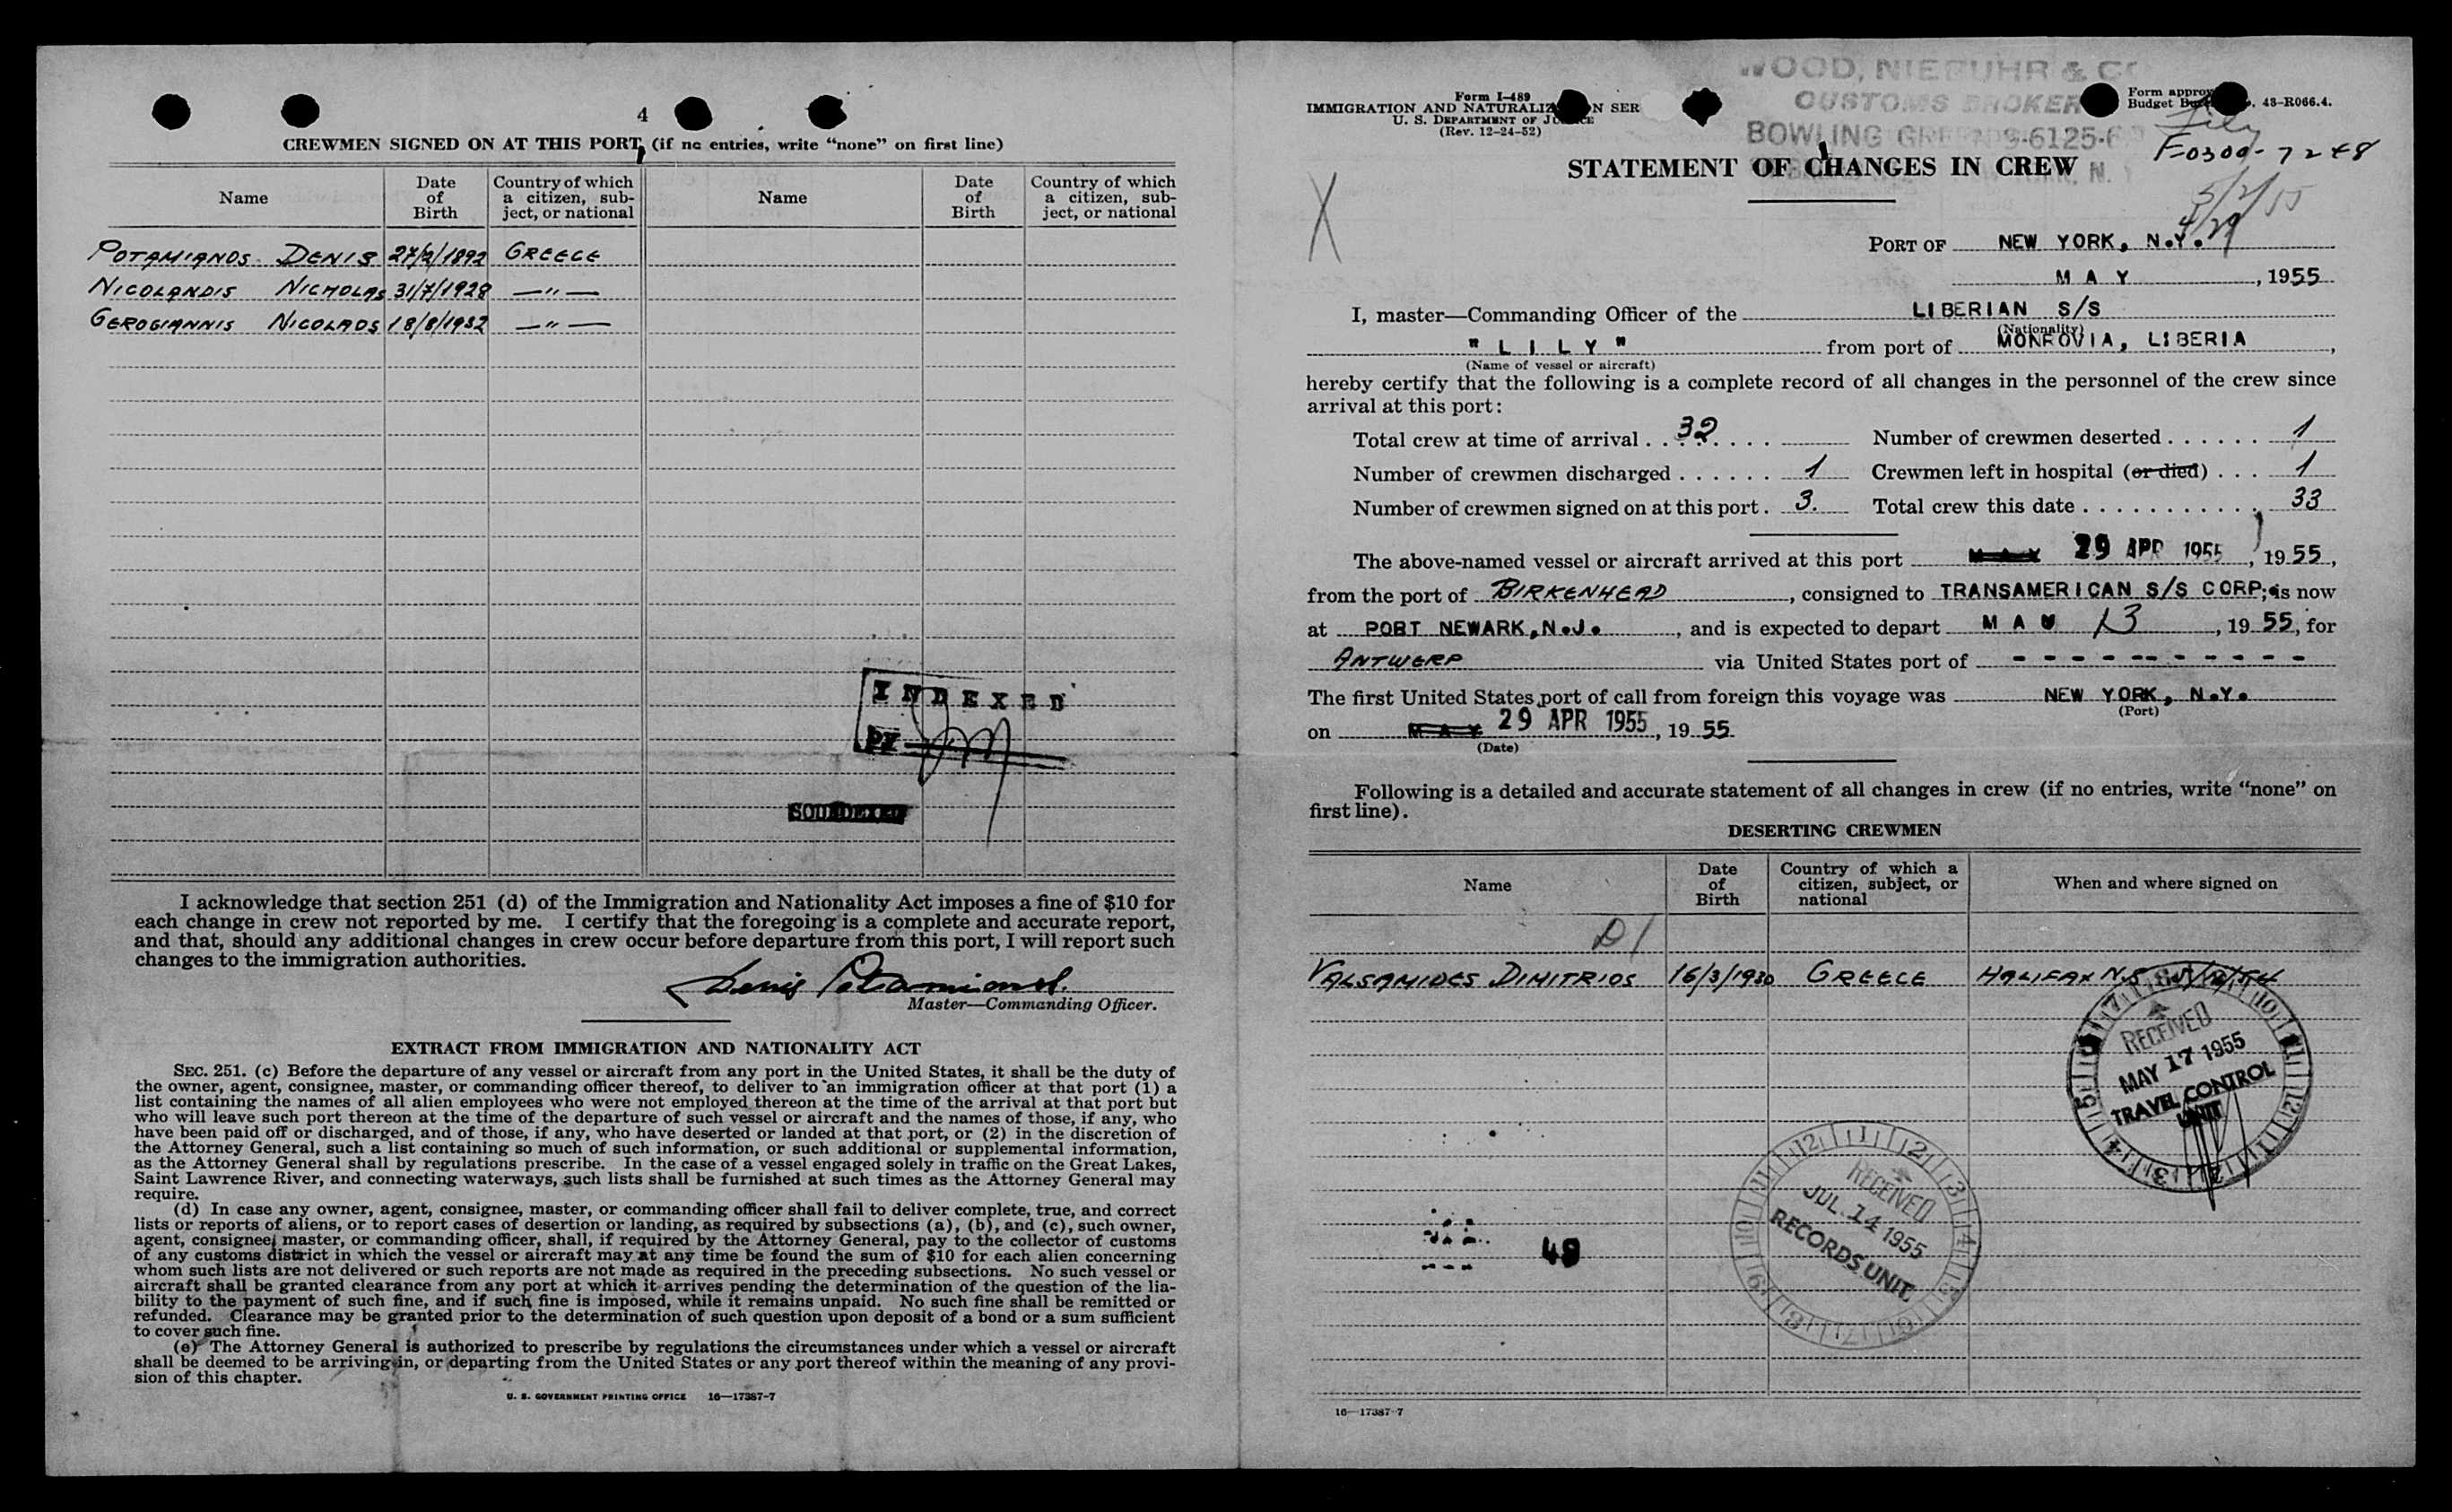 4
CREWMEN SIGNED ON AT THIS PORT, (if no entries, write “none” on first line)
Name
Date of Birth
Country of which a citizen, subject, or national
Name
Date of Birth
Country of which a citizen, subject, or national
POTAMIANOS DENIS 27/2/1892 GREECE
NICOLANDIS NICHOLAS 31/7/1928 —"—
GEROGIANNIS NICOLAOS 18/8/1932 —"—
INDEXED
by
SOUNDEXED
I acknowledge that section 251 (d) of the Immigration and Nationality Act imposes a fine of $10 for
each change in crew not reported by me. I certify that the foregoing is a complete and accurate report,
and that, should any additional changes in crew occur before departure from this port, I will report such
changes to the immigration authorities.
Denis Potamianos.
Master—Commanding Officer.
EXTRACT FROM IMMIGRATION AND NATIONALITY ACT
SEC. 251. (c) Before the departure of any vessel or aircraft from any port in the United States, it shall be the duty of
the owner, agent, consignee, master, or commanding officer thereof, to deliver to an immigration officer at that port (1) a
list containing the names of all alien employees who were not employed thereon at the time of the arrival at that port but
who will leave such port thereon at the time of the departure of such vessel or aircraft and the names of those, if any, who
have been paid off or discharged, and of those, if any, who have deserted or landed at that port, or (2) in the discretion of
the Attorney General, such a list containing so much of such information, or such additional or supplemental information,
as the Attorney General shall by regulations prescribe. In the case of a vessel engaged solely in traffic on the Great Lakes,
Saint Lawrence River, and connecting waterways, such lists shall be furnished at such times as the Attorney General may
require.
(d) In case any owner, agent, consignee, master, or commanding officer shall fail to deliver complete, true, and correct
lists or reports of aliens, or to report cases of desertion or landing, as required by subsections (a), (b), and (c), such owner,
agent, consignee, master, or commanding officer, shall, if required by the Attorney General, pay to the collector of customs
of any customs district in which the vessel or aircraft may at any time be found the sum of $10 for each alien concerning
whom such lists are not delivered or such reports are not made as required in the preceding subsections. No such vessel or
aircraft shall be granted clearance from any port at which it arrives pending the determination of the question of the lia-
bility to the payment of such fine, and if such fine is imposed, while it remains unpaid. No such fine shall be remitted or
refunded. Clearance may be granted prior to the determination of such question upon deposit of a bond or a sum sufficient
to cover such fine.
(e) The Attorney General is authorized to prescribe by regulations the circumstances under which a vessel or aircraft
shall be deemed to be arriving in, or departing from the United States or any port thereof within the meaning of any provi-
sion of this chapter.
U. S. GOVERNMENT PRINTING OFFICE 16—17387-7
WOOD, NIEBUHR & CO
CUSTOMS BROKER
BOWLING GREEN 9-6125-6
Form I-489
IMMIGRATION AND NATURALIZATION SER
U. S. DEPARTMENT OF JUSTICE
(Rev. 12-24-52)
Form approv
Budget Bureau 43-R066.4.
Lily
F-0300-7248
5/2/55
4/29
STATEMENT OF CHANGES IN CREW
X
PORT OF NEW YORK, N.Y.
MAY, 1955
I, master—Commanding Officer of the LIBERIAN S/S
(Nationality)
"LILY" from port of MONROVIA, LIBERIA,
(Name of vessel or aircraft)
hereby certify that the following is a complete record of all changes in the personnel of the crew since
arrival at this port:
Total crew at time of arrival . . 32 . . . . Number of crewmen deserted . . . . . . 1
Number of crewmen discharged . . . . . . 1 Crewmen left in hospital (or died) . . . 1
Number of crewmen signed on at this port . 3. Total crew this date . . . . . . . . . . . . 33
The above-named vessel or aircraft arrived at this port MAY 29 APR 1955, 1955,
from the port of BIRKENHEAD, consigned to TRANSAMERICAN S/S CORP; is now
at PORT NEWARK, N.J., and is expected to depart MAY 13, 1955, for
ANTWERP via United States port of - - - - - - - - - - -
The first United States port of call from foreign this voyage was NEW YORK, N.Y.
(Port)
on MAY 29 APR 1955, 1955
(Date)
Following is a detailed and accurate statement of all changes in crew (if no entries, write “none” on
first line).
DESERTING CREWMEN
Name
Date of Birth
Country of which a citizen, subject, or national
When and where signed on
D1
VALSAMIDES DIMITRIOS 16/3/1930 GREECE HALIFAX N.S.
RECEIVED
MAY 17 1955
TRAVEL CONTROL
UNIT
RECEIVED
JUL 14 1955
RECORDS UNIT
48
16—17387-7